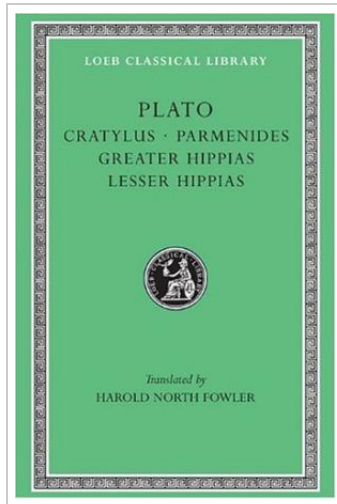 LOEB CLASSICAL LIBRARY
PLATO
CRATYLUS · PARMENIDES
GREATER HIPPIAS
LESSER HIPPIAS
Translated by
HAROLD NORTH FOWLER